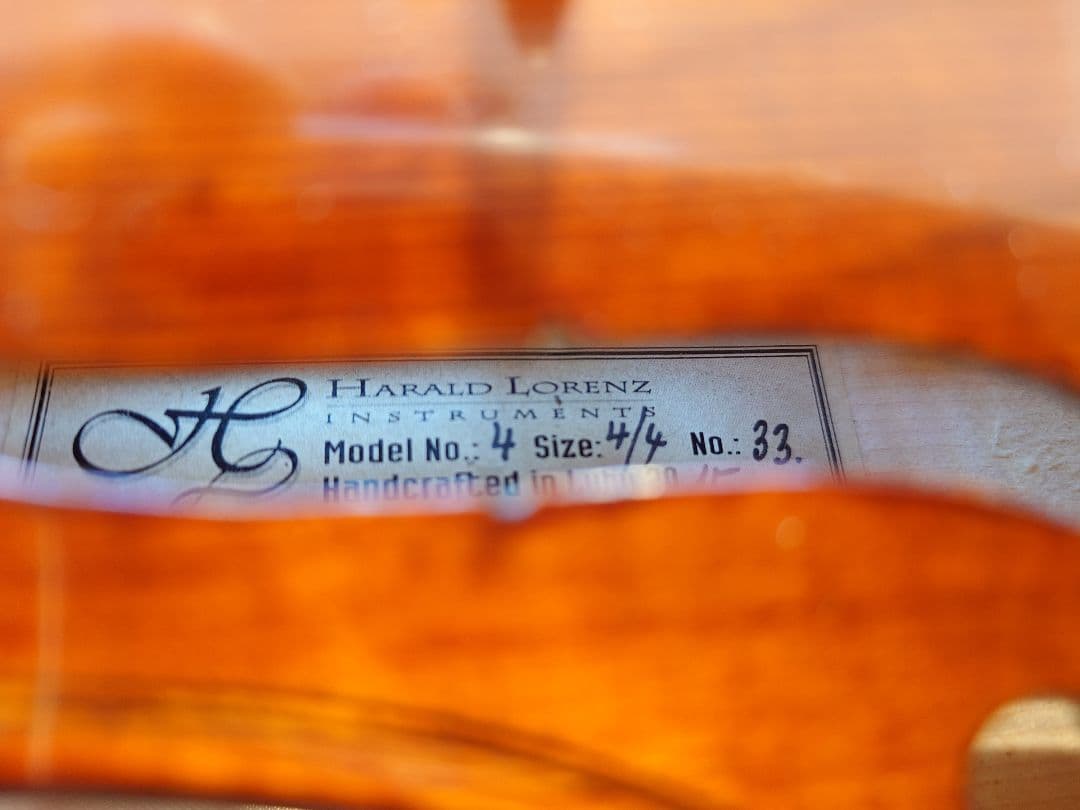 HARALD LORENZ
INSTRUMENTS
Model No.: 4 Size: 4/4 No.: 33.
Handcrafted in